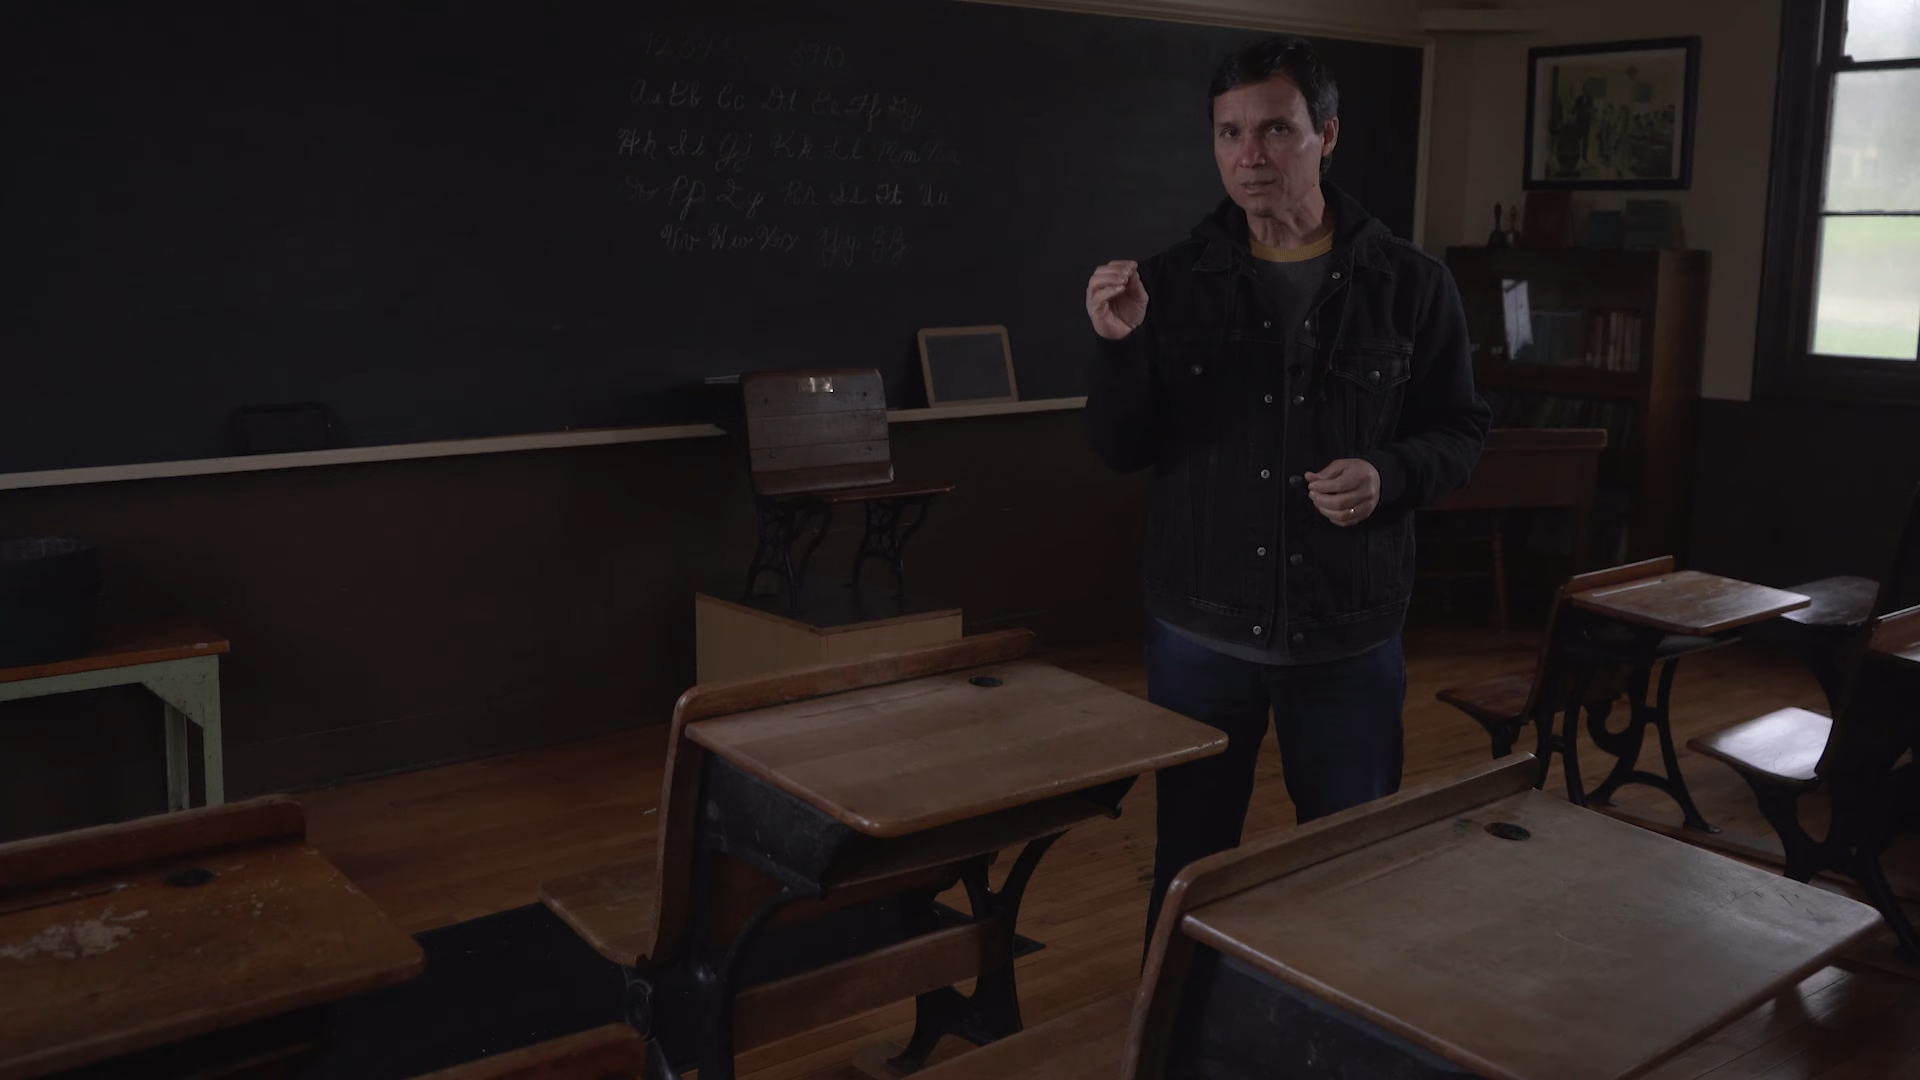 1 2 3 4 5 8 9 10
Aa Bb Cc Dd Ee Ff Gg
Hh Ii Jj Kk Ll Mm Nn
Oo Pp Qq Rr Ss Tt Uu
Vv Ww Xx Yy Zz